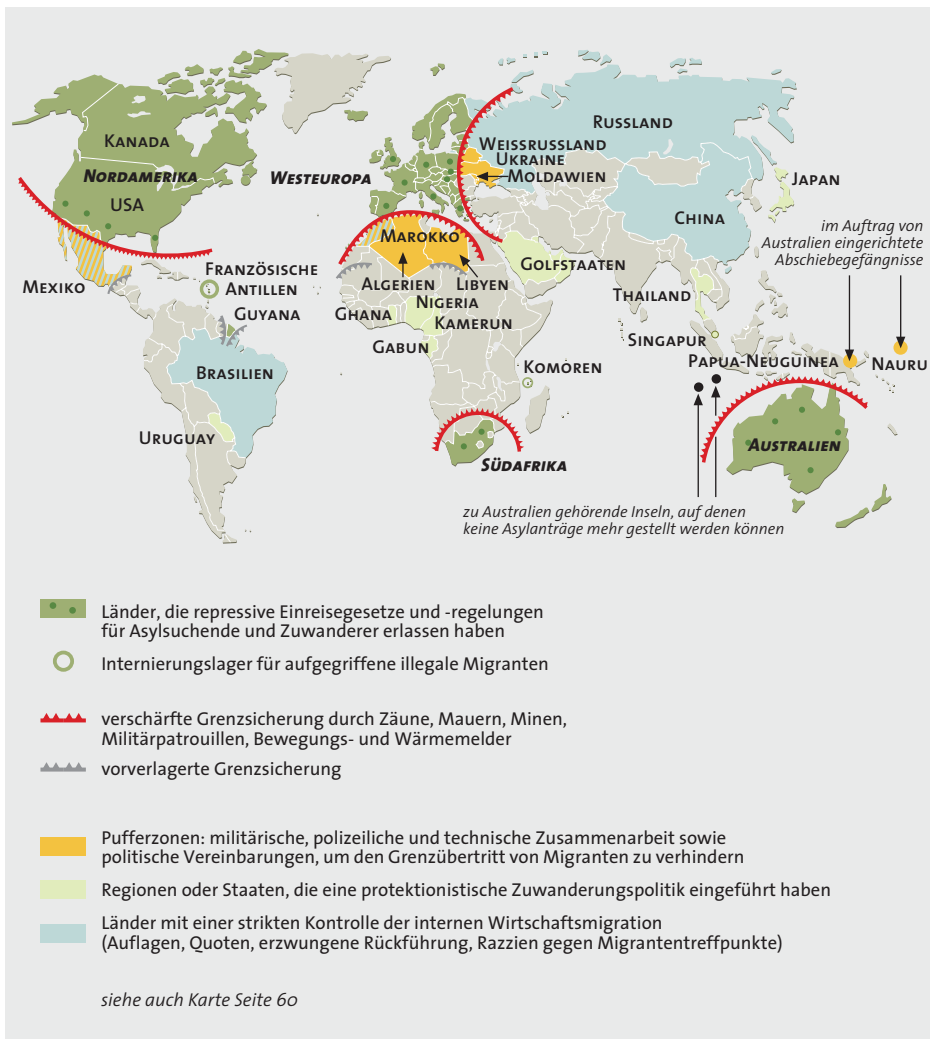 KANADA
NORDAMERIKA
USA
MEXIKO
FRANZÖSISCHE
ANTILLEN
GUYANA
BRASILIEN
URUGUAY
WESTEUROPA
RUSSLAND
WEISSRUSSLAND
UKRAINE
MOLDAWIEN
JAPAN
CHINA
im Auftrag von
Australien eingerichtete
Abschiebegefängnisse
MAROKKO
ALGERIEN
LIBYEN
GOLFSTAATEN
GHANA
NIGERIA
KAMERUN
GABUN
THAILAND
SINGAPUR
PAPUA-NEUGUINEA
NAURU
KOMOREN
SÜDAFRIKA
AUSTRALIEN
zu Australien gehörende Inseln, auf denen
keine Asylanträge mehr gestellt werden können
Länder, die repressive Einreisegesetze und -regelungen
für Asylsuchende und Zuwanderer erlassen haben
Internierungslager für aufgegriffene illegale Migranten
verschärfte Grenzsicherung durch Zäune, Mauern, Minen,
Militärpatrouillen, Bewegungs- und Wärmemelder
vorverlagerte Grenzsicherung
Pufferzonen: militärische, polizeiliche und technische Zusammenarbeit sowie
politische Vereinbarungen, um den Grenzübertritt von Migranten zu verhindern
Regionen oder Staaten, die eine protektionistische Zuwanderungspolitik eingeführt haben
Länder mit einer strikten Kontrolle der internen Wirtschaftsmigration
(Auflagen, Quoten, erzwungene Rückführung, Razzien gegen Migrantentreffpunkte)
siehe auch Karte Seite 60